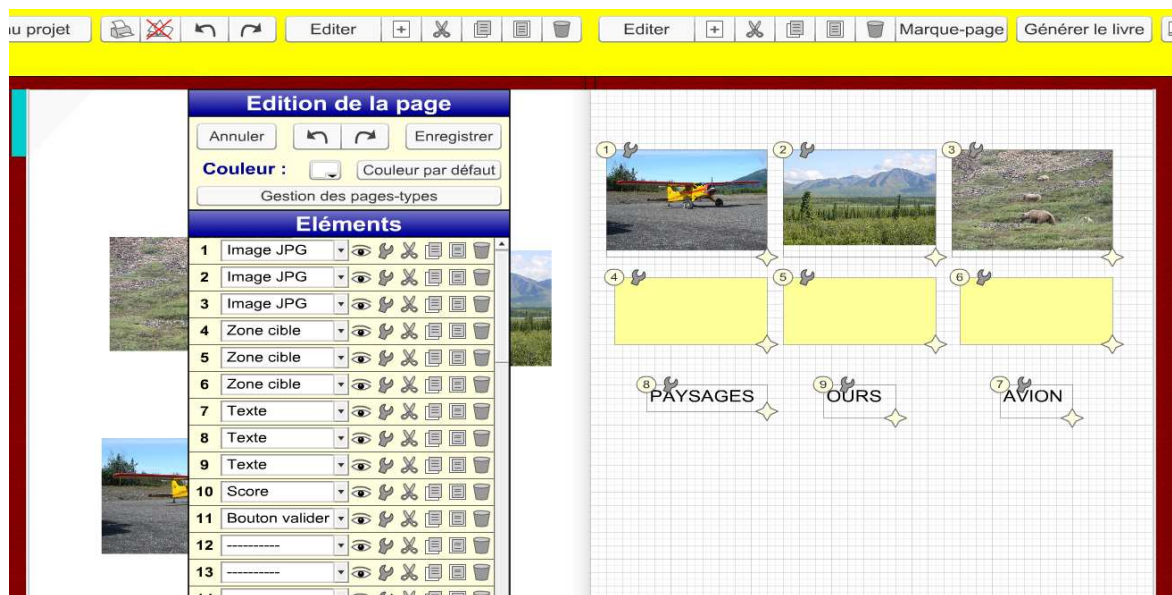 au projet Editer Editer Marque-page Générer le livre
Edition de la page
Annuler Enregistrer
Couleur : Couleur par défaut
Gestion des pages-types
Eléments
1 Image JPG
2 Image JPG
3 Image JPG
4 Zone cible
5 Zone cible
6 Zone cible
7 Texte
8 Texte
9 Texte
10 Score
11 Bouton valider
12 ----------
13 ----------
1 2 3
4 5 6
8 9 7
PAYSAGES OURS AVION